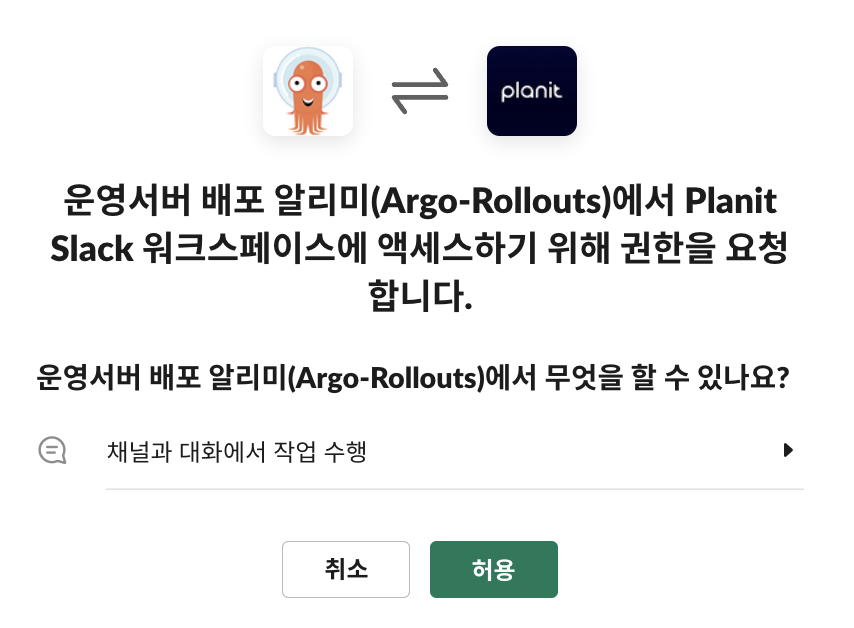 planit
운영서버 배포 알리미(Argo-Rollouts)에서 Planit
Slack 워크스페이스에 액세스하기 위해 권한을 요청
합니다.
운영서버 배포 알리미(Argo-Rollouts)에서 무엇을 할 수 있나요?
채널과 대화에서 작업 수행
취소
허용